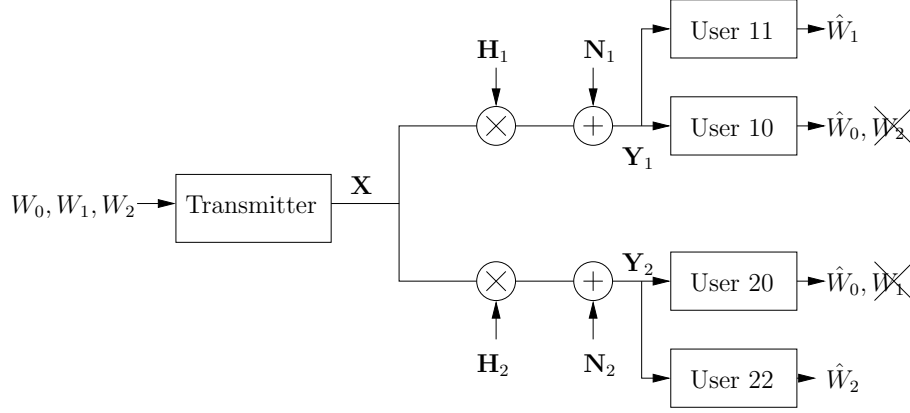 User 11
Ŵ₁
H₁
N₁
User 10
Ŵ₀, W₂
Y₁
W₀, W₁, W₂
Transmitter
X
Y₂
User 20
Ŵ₀, W₁
H₂
N₂
User 22
Ŵ₂